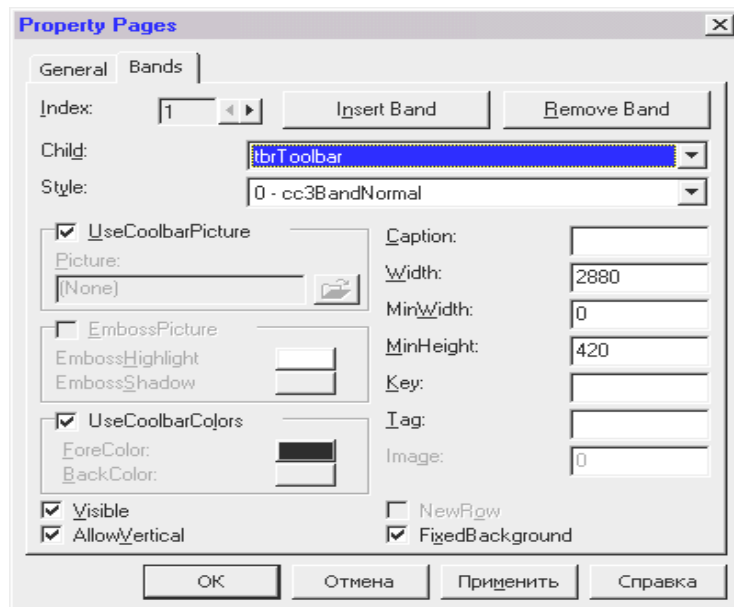 Property Pages
General Bands
Index: 1 Insert Band Remove Band
Child: tbrToolbar
Style: 0 - cc3BandNormal
UseCoolbarPicture
Picture:
(None)
EmbossPicture
EmbossHighlight
EmbossShadow
UseCoolbarColors
ForeColor:
BackColor:
Caption:
Width: 2880
MinWidth: 0
MinHeight: 420
Key:
Tag:
Image: 0
Visible NewRow
AllowVertical FixedBackground
ОК Отмена Применить Справка